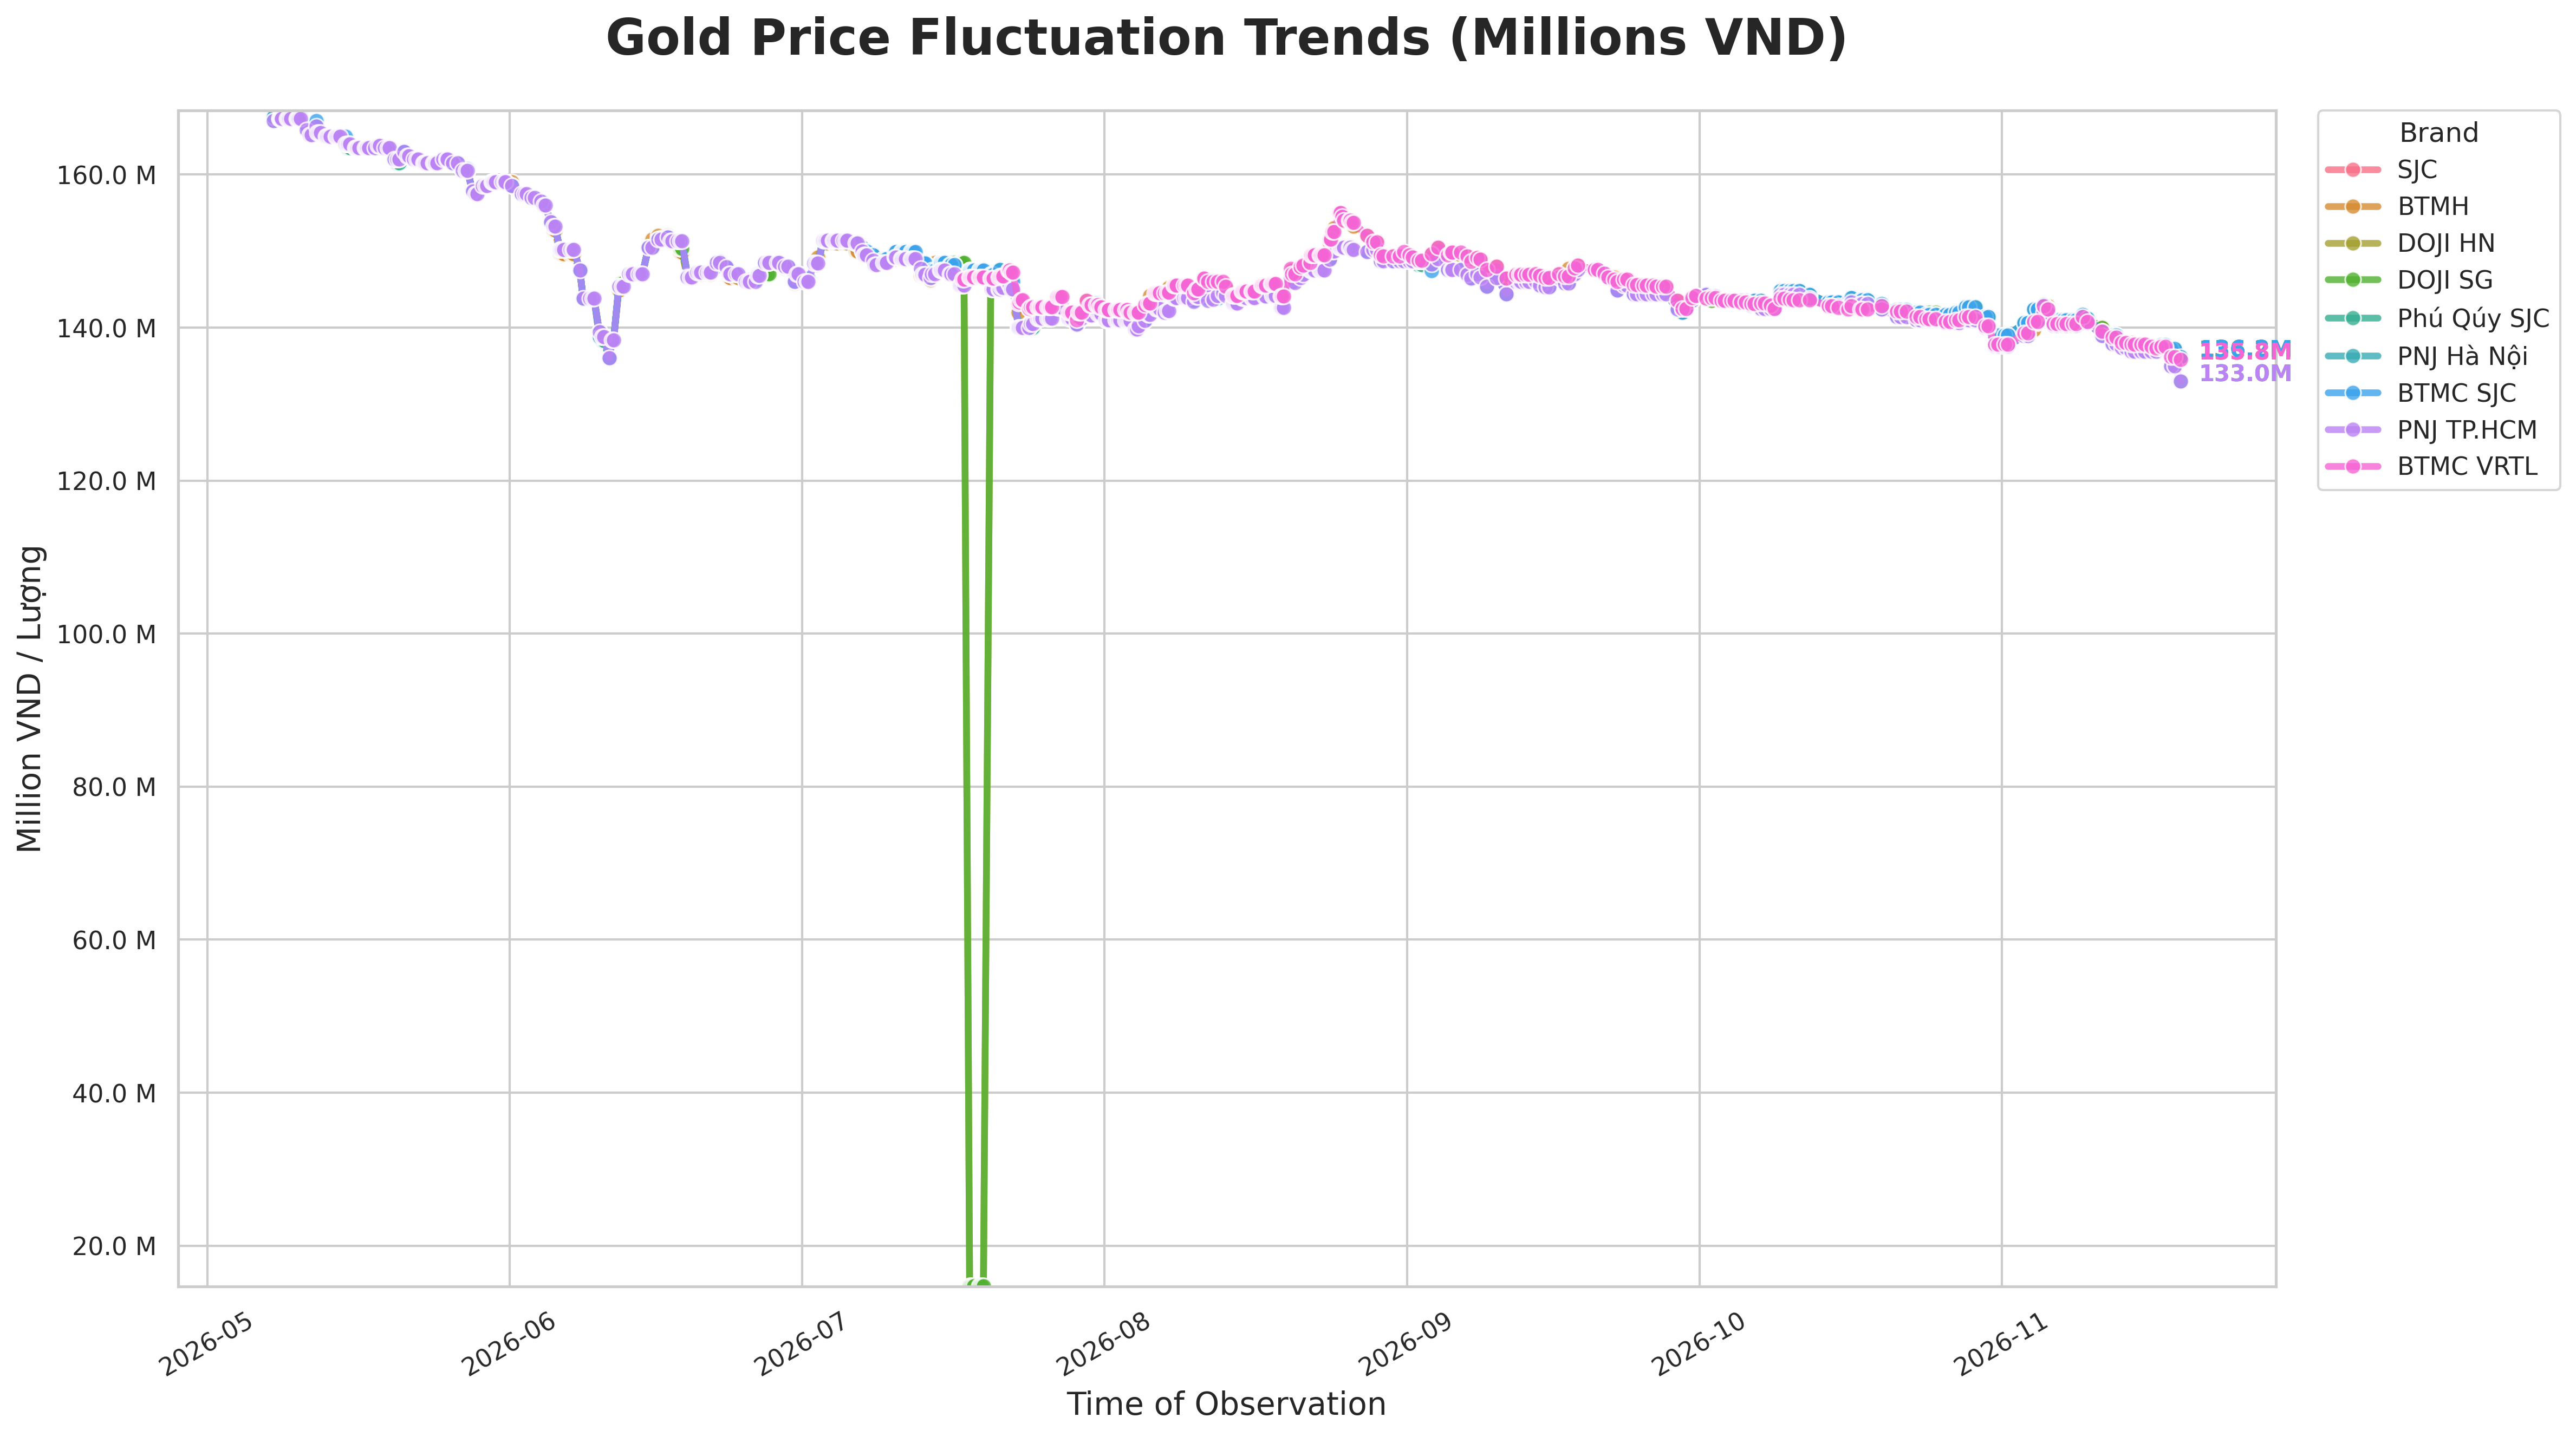 Gold Price Fluctuation Trends (Millions VND)
Million VND / Lượng
160.0 M
140.0 M
120.0 M
100.0 M
80.0 M
60.0 M
40.0 M
20.0 M
2026-05
2026-06
2026-07
2026-08
2026-09
2026-10
2026-11
Time of Observation
135.8M
133.0M
Brand
SJC
BTMH
DOJI HN
DOJI SG
Phú Qúy SJC
PNJ Hà Nội
BTMC SJC
PNJ TP.HCM
BTMC VRTL